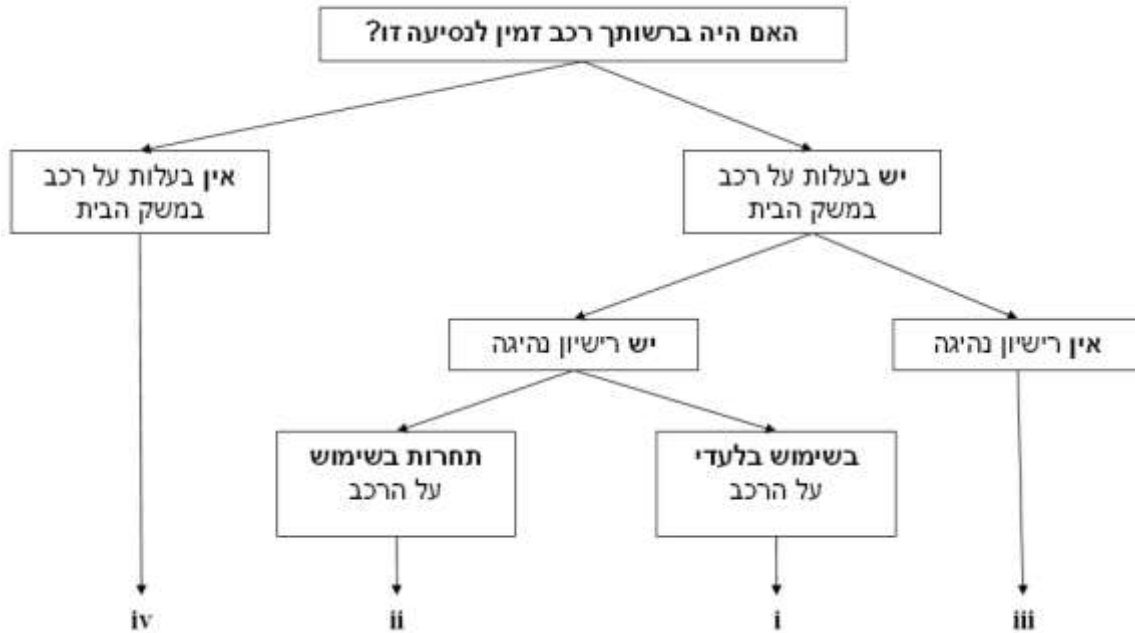 האם היה ברשותך רכב זמין לנסיעה זו?
יש בעלות על רכב
במשק הבית
אין בעלות על רכב
במשק הבית
אין רישיון נהיגה
יש רישיון נהיגה
בשימוש בלעדי
על הרכב
תחרות בשימוש
על הרכב
iii
i
ii
iv